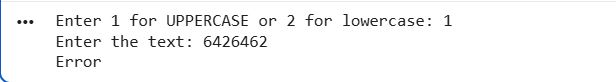 Enter 1 for UPPERCASE or 2 for lowercase: 1
Enter the text: 6426462
Error